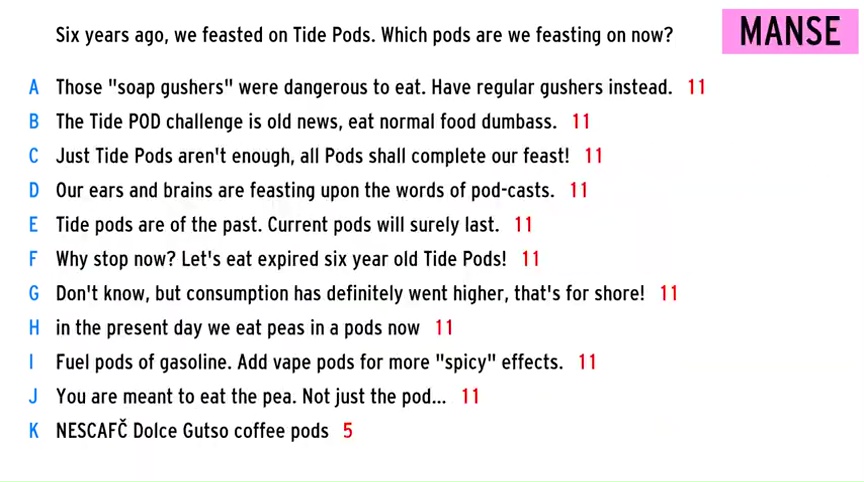 Six years ago, we feasted on Tide Pods. Which pods are we feasting on now?
MANSE
A Those "soap gushers" were dangerous to eat. Have regular gushers instead. 11
B The Tide POD challenge is old news, eat normal food dumbass. 11
C Just Tide Pods aren't enough, all Pods shall complete our feast! 11
D Our ears and brains are feasting upon the words of pod-casts. 11
E Tide pods are of the past. Current pods will surely last. 11
F Why stop now? Let's eat expired six year old Tide Pods! 11
G Don't know, but consumption has definitely went higher, that's for shore! 11
H in the present day we eat peas in a pods now 11
I Fuel pods of gasoline. Add vape pods for more "spicy" effects. 11
J You are meant to eat the pea. Not just the pod... 11
K NESCAFČ Dolce Gutso coffee pods 5